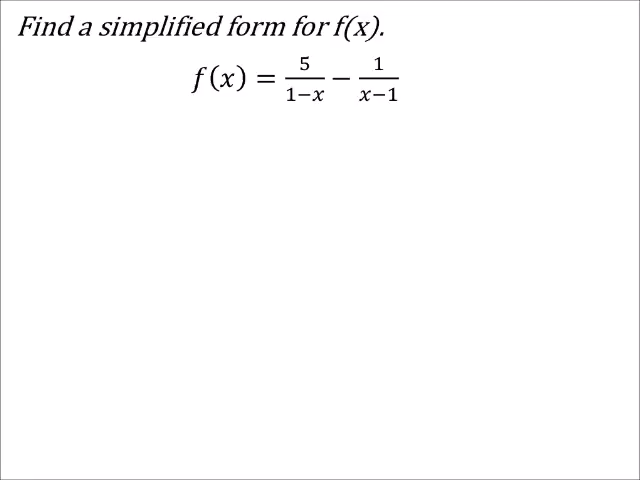 Find a simplified form for f(x).
f(x) = 5/(1−x) − 1/(x−1)